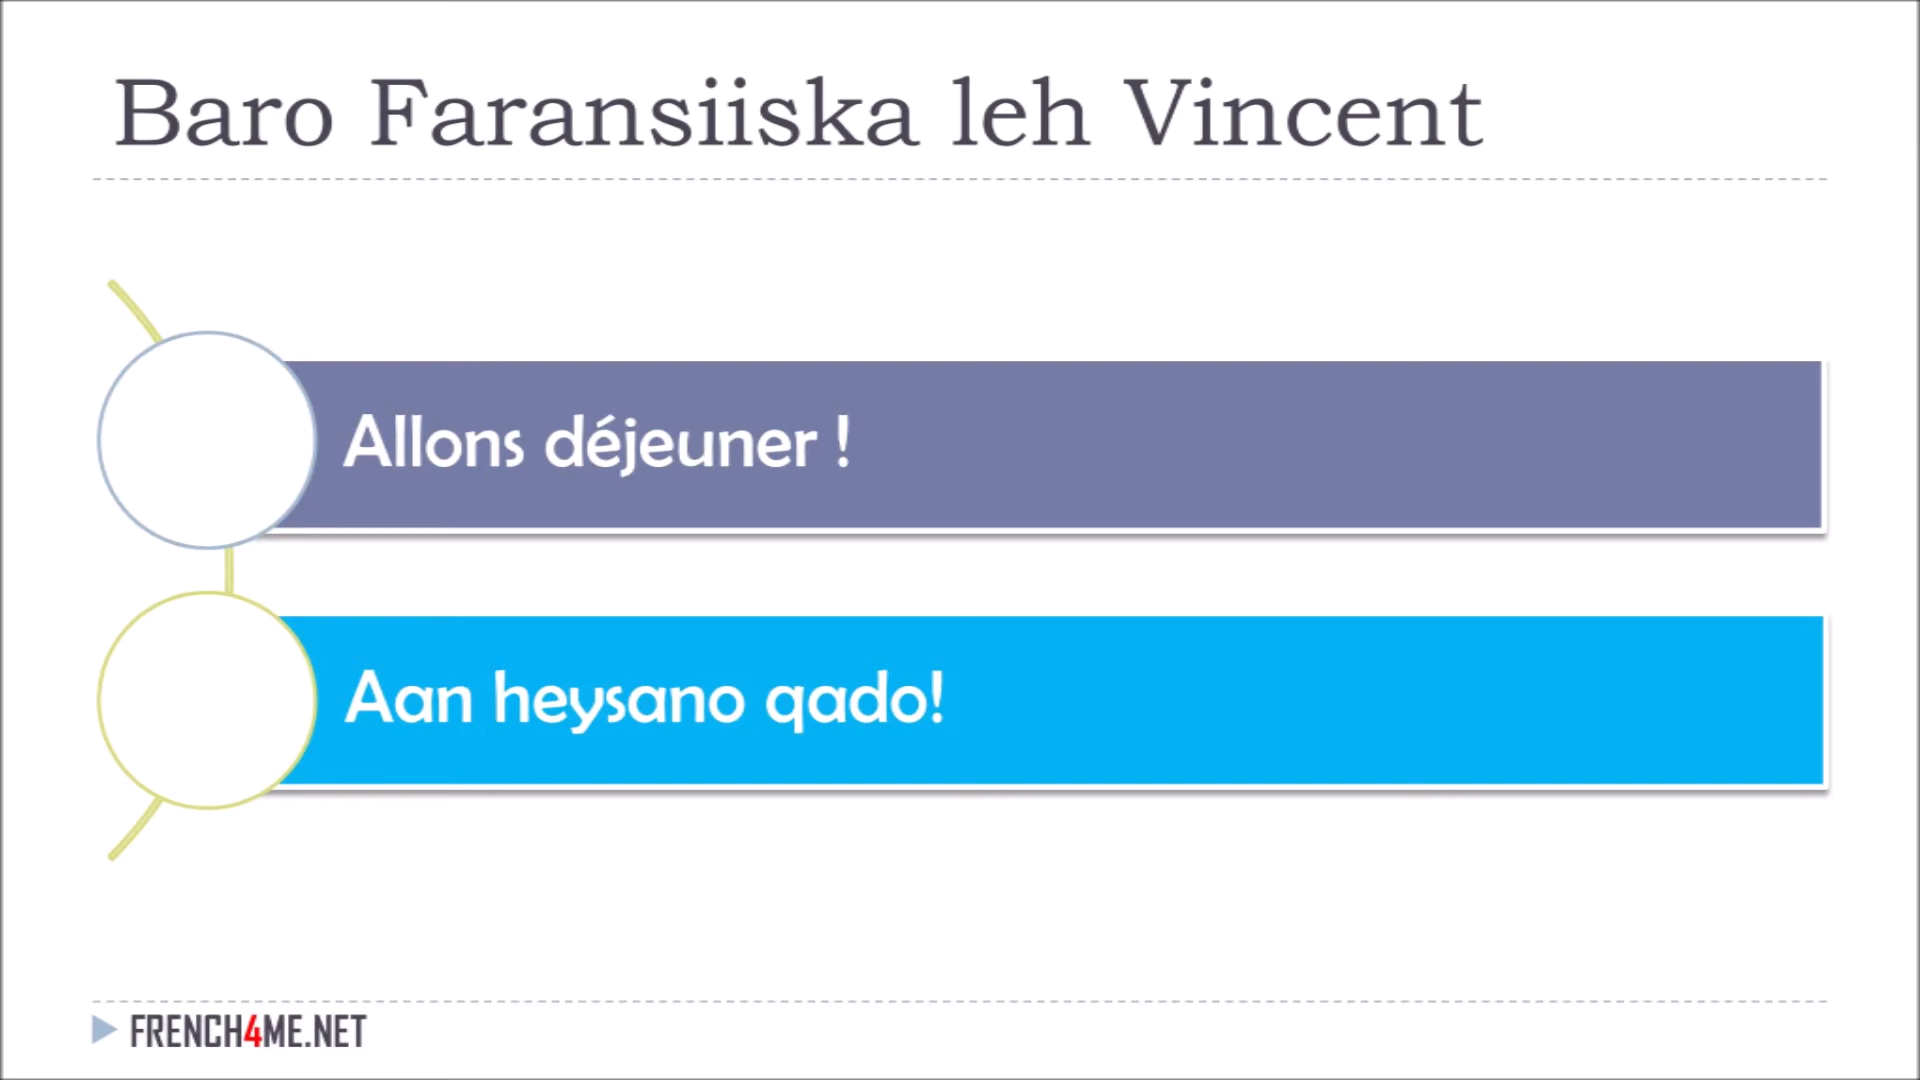 Baro Faransiiska leh Vincent
Allons déjeuner !
Aan heysano qado!
FRENCH4ME.NET